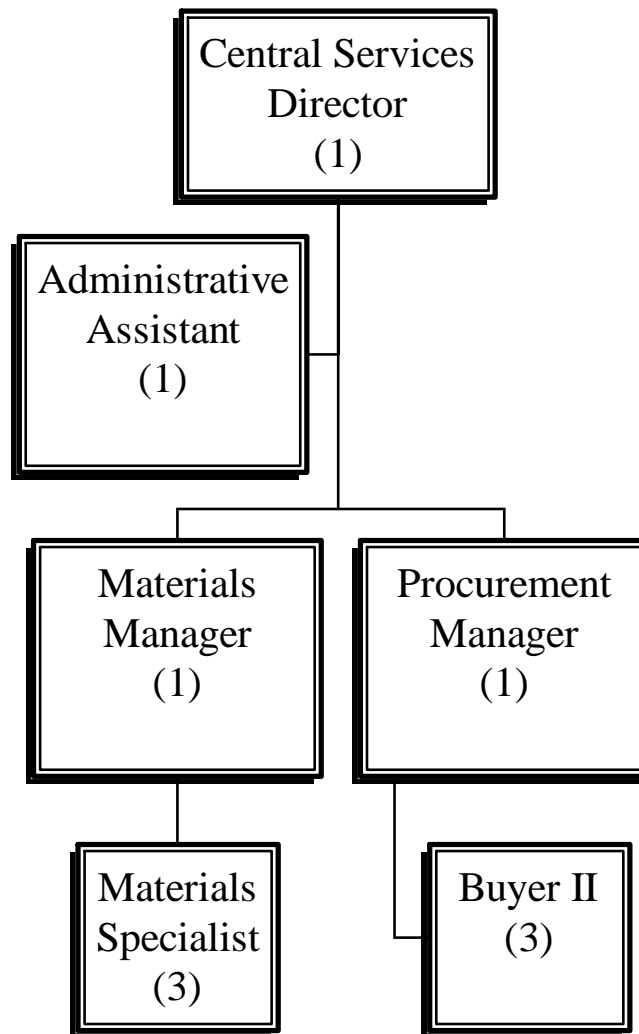 Central Services
Director
(1)
Administrative
Assistant
(1)
Materials
Manager
(1)
Procurement
Manager
(1)
Materials
Specialist
(3)
Buyer II
(3)